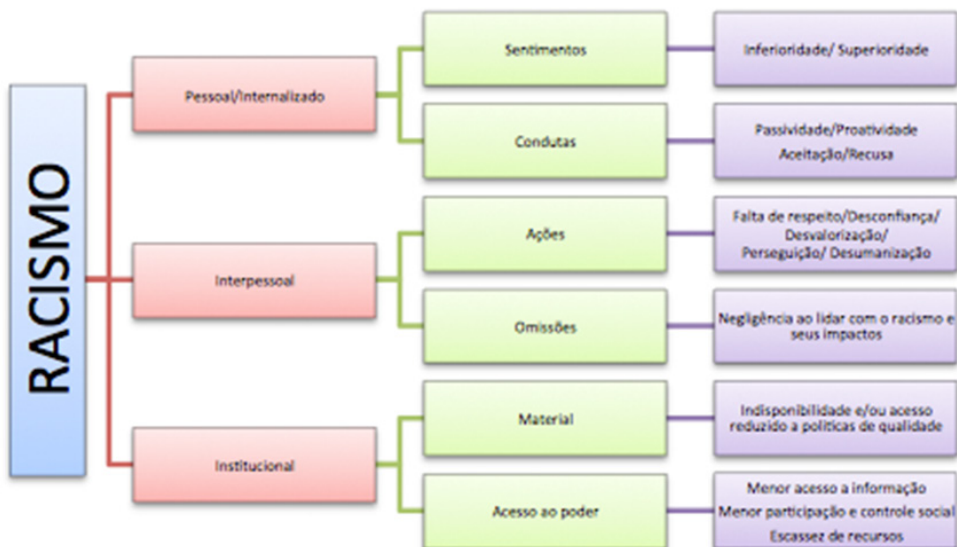 RACISMO
Pessoal/Internalizado
Sentimentos
Inferioridade/ Superioridade
Condutas
Passividade/Proatividade
Aceitação/Recusa
Interpessoal
Ações
Falta de respeito/Desconfiança/
Desvalorização/
Perseguição/ Desumanização
Omissões
Negligência ao lidar com o racismo e
seus impactos
Institucional
Material
Indisponibilidade e/ou acesso
reduzido a políticas de qualidade
Acesso ao poder
Menor acesso a informação
Menor participação e controle social
Escassez de recursos